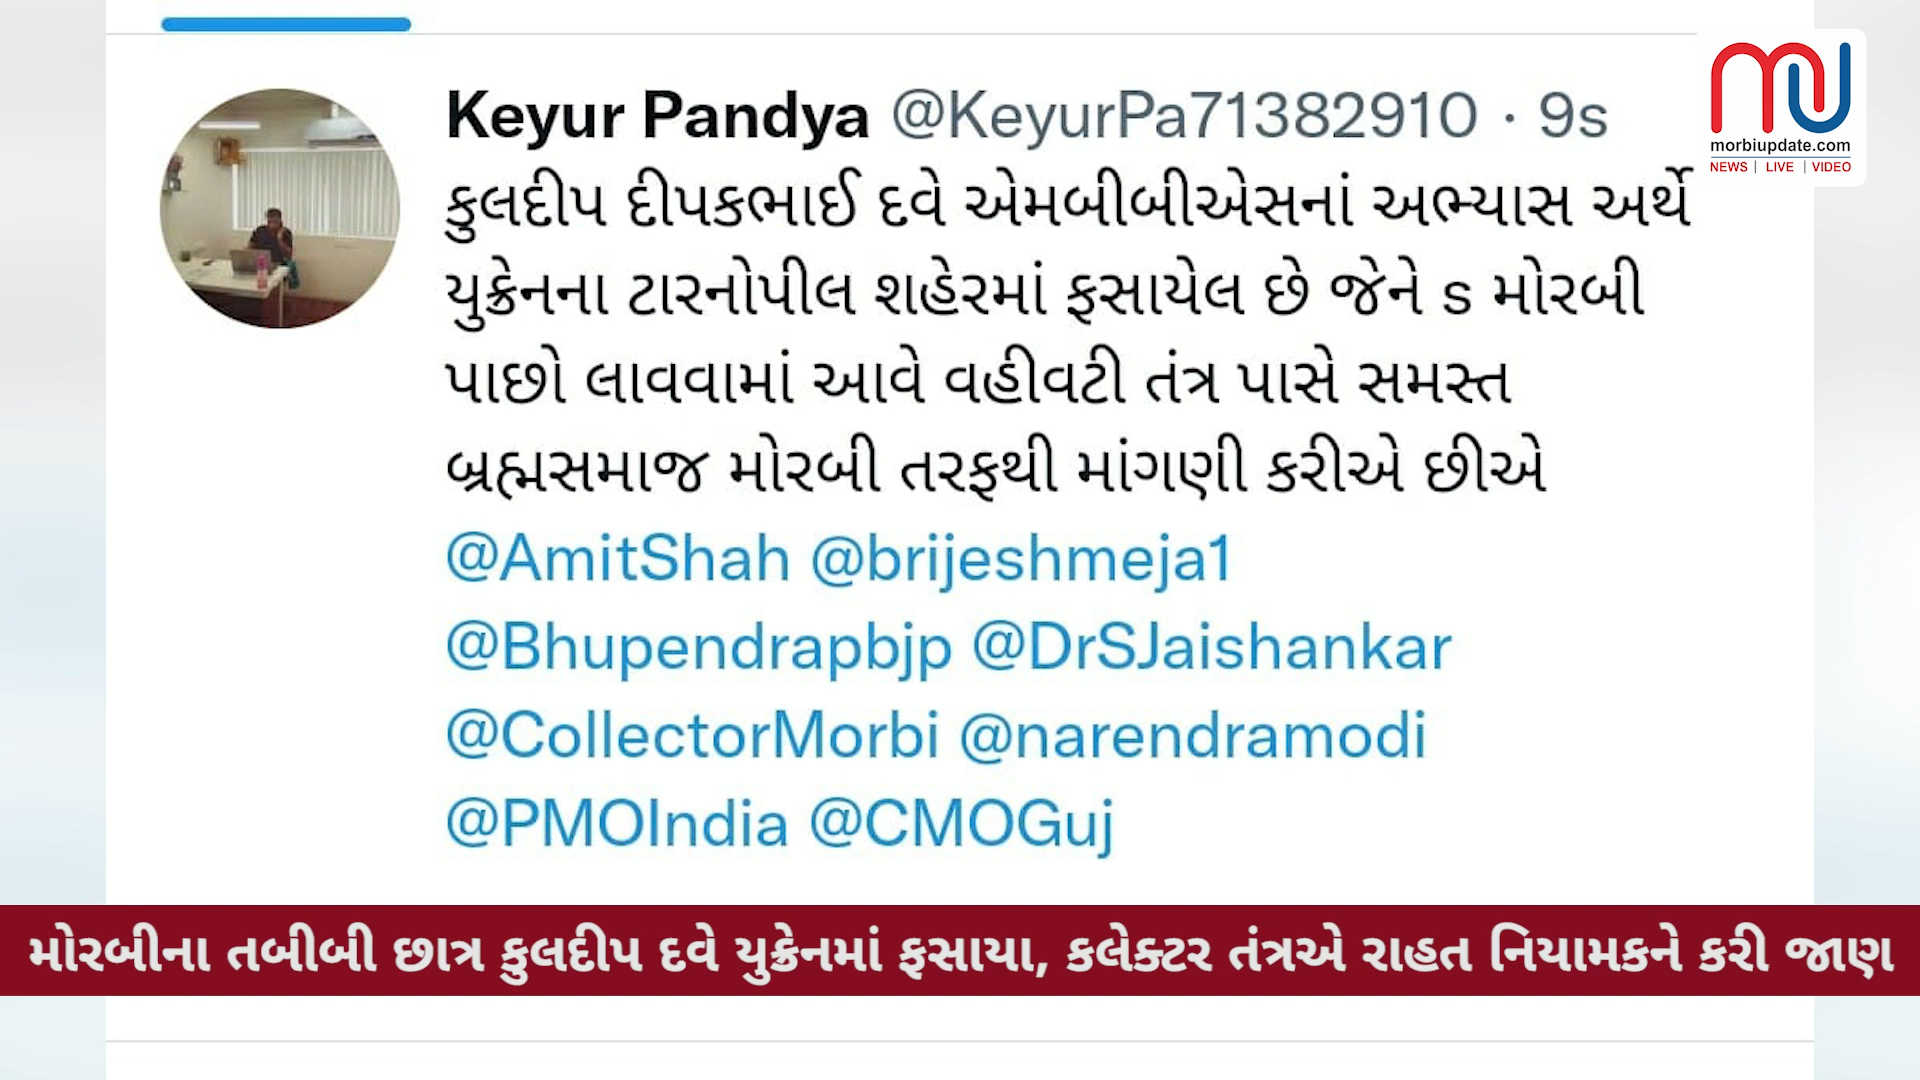 Keyur Pandya @KeyurPa71382910 · 9s
કુલદીપ દીપકભાઈ દવે એમબીબીએસનાં અભ્યાસ અર્થે
યુક્રેનના ટારનોપીલ શહેરમાં ફસાયેલ છે જેને s મોરબી
પાછો લાવવામાં આવે વહીવટી તંત્ર પાસે સમસ્ત
બ્રહ્મસમાજ મોરબી તરફથી માંગણી કરીએ છીએ
@AmitShah @brijeshmeja1
@Bhupendrapbjp @DrSJaishankar
@CollectorMorbi @narendramodi
@PMOIndia @CMOGuj
mu
morbiupdate.com
NEWS | LIVE | VIDEO
મોરબીના તબીબી છાત્ર કુલદીપ દવે યુક્રેનમાં ફસાયા, કલેક્ટર તંત્રએ રાહત નિયામકને કરી જાણ